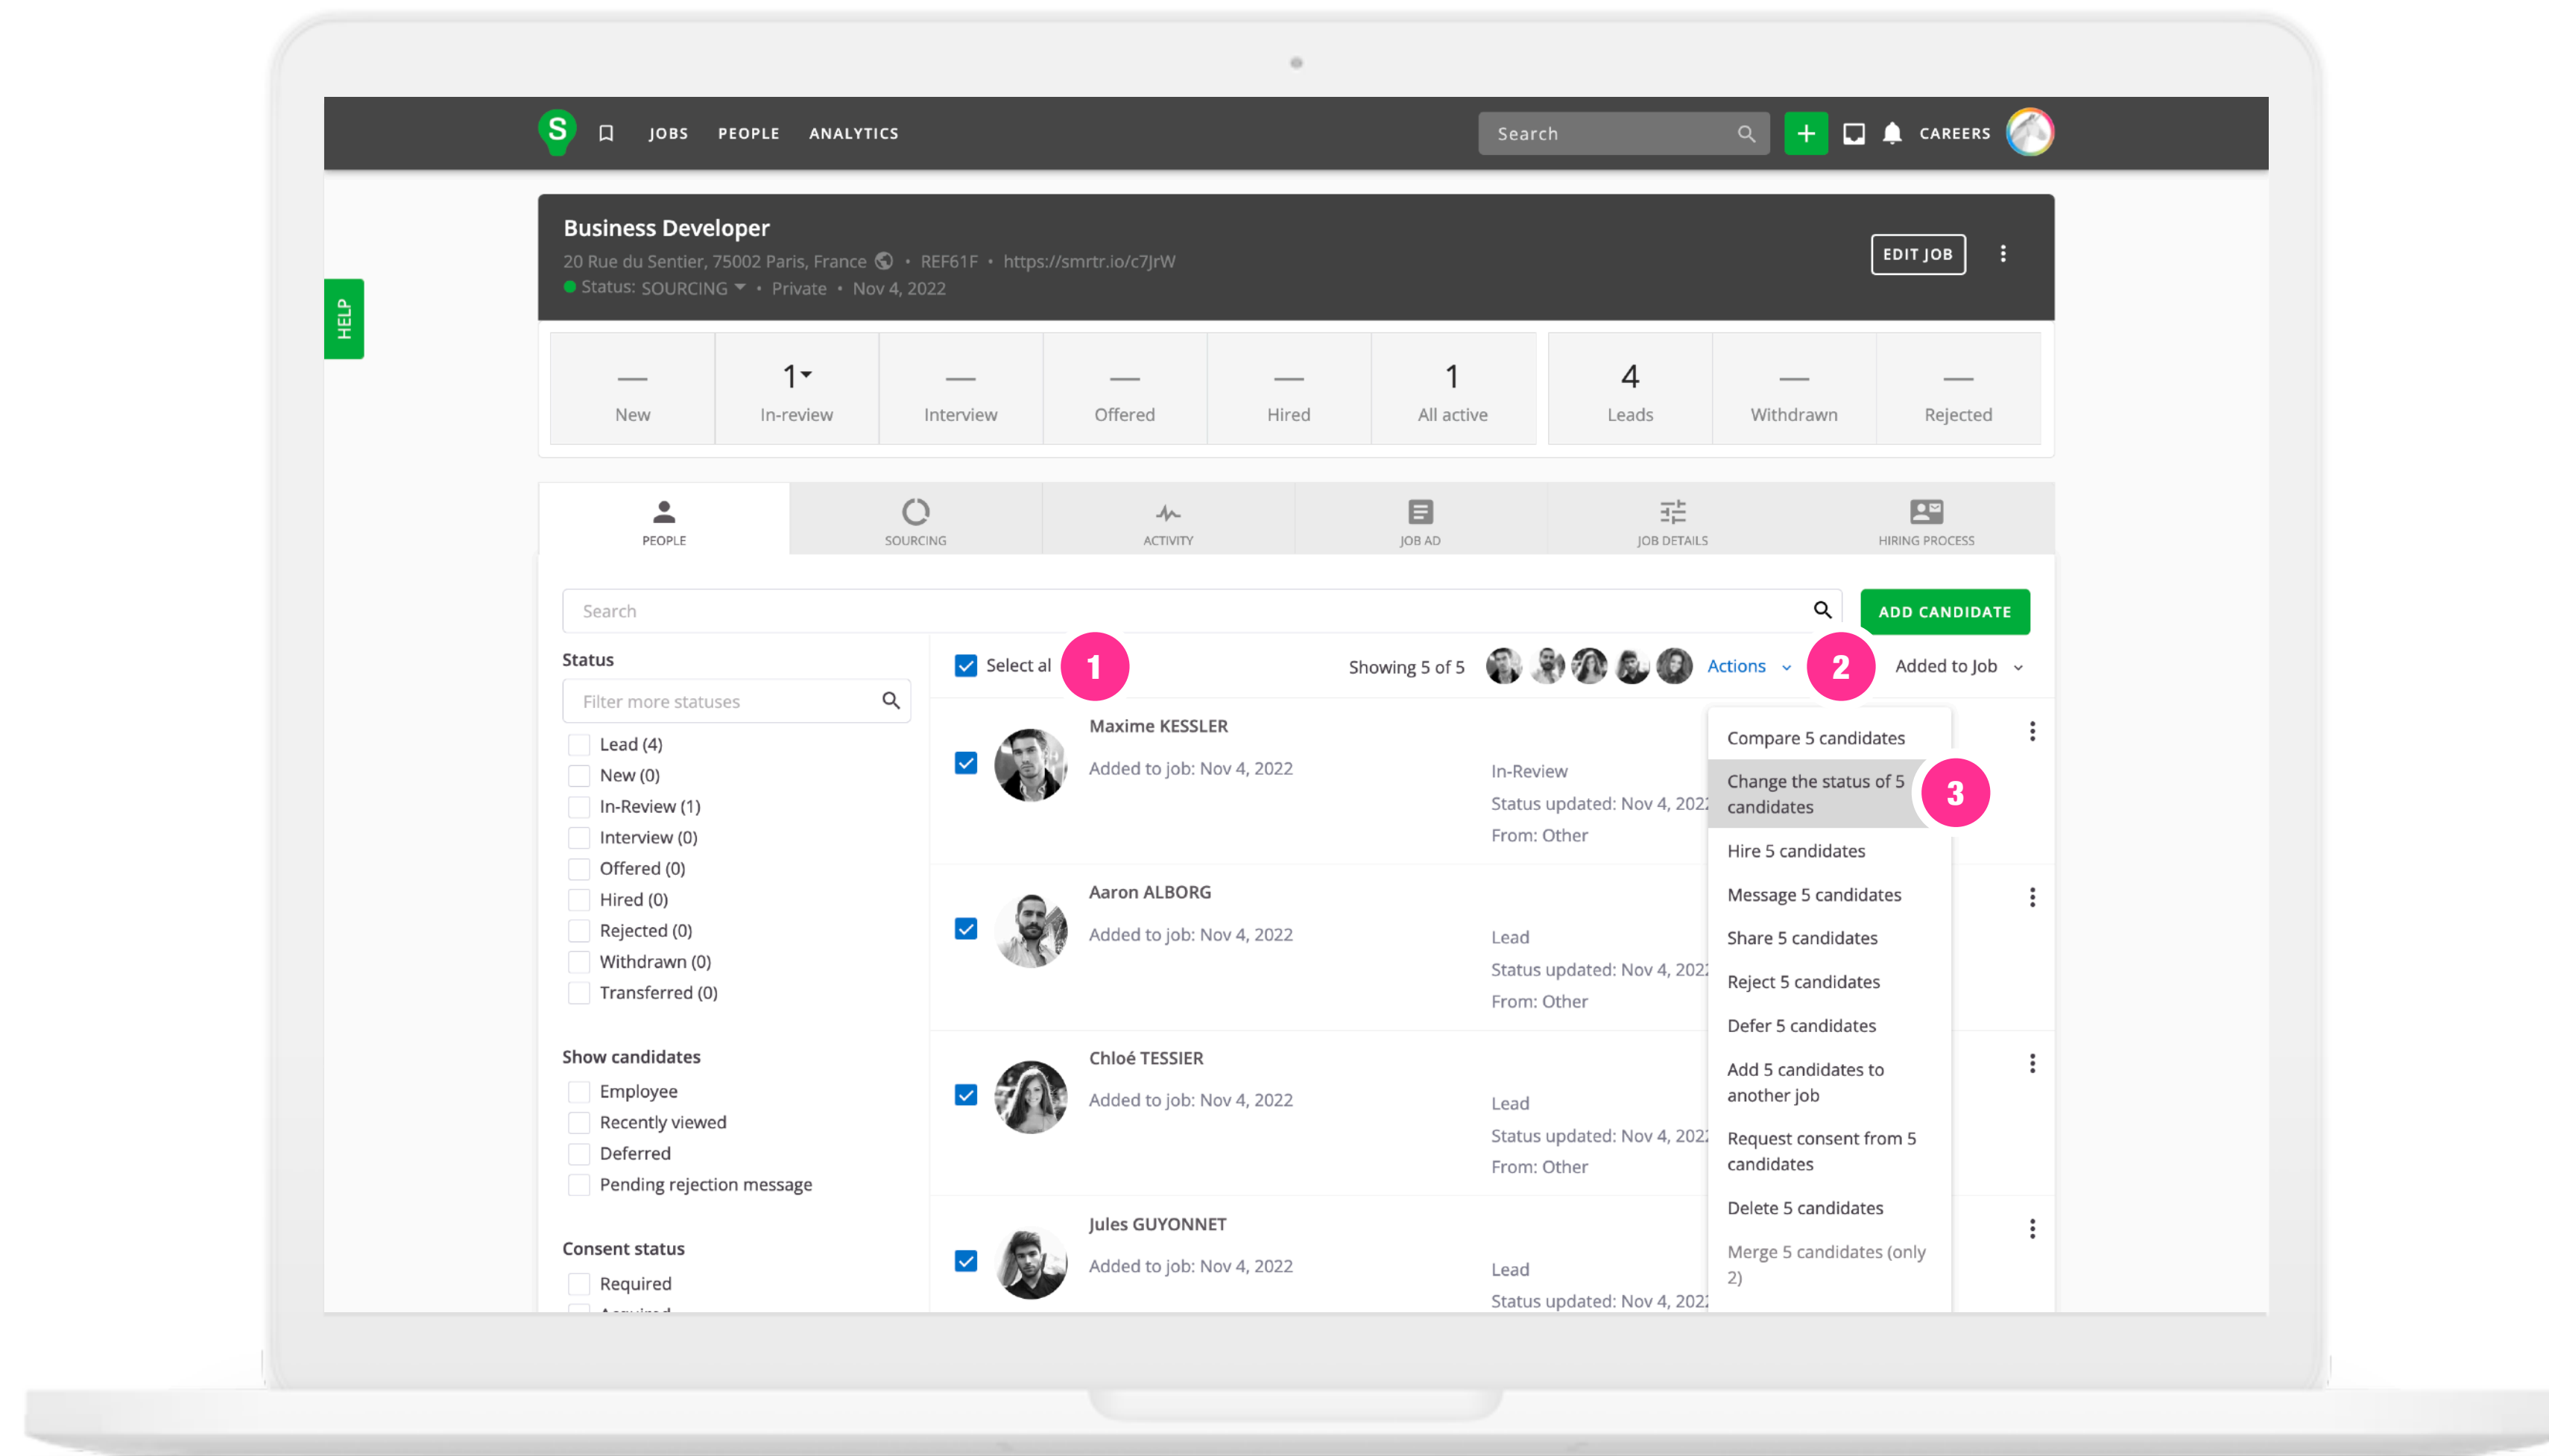 S JOBS PEOPLE ANALYTICS Search + CAREERS
HELP
Business Developer
20 Rue du Sentier, 75002 Paris, France • REF61F • https://smrtr.io/c7JrW
Status: SOURCING • Private • Nov 4, 2022
EDIT JOB
— 1 — — — 1 4 — —
New In-review Interview Offered Hired All active Leads Withdrawn Rejected
PEOPLE SOURCING ACTIVITY JOB AD JOB DETAILS HIRING PROCESS
Search
ADD CANDIDATE
Status
Filter more statuses
Lead (4)
New (0)
In-Review (1)
Interview (0)
Offered (0)
Hired (0)
Rejected (0)
Withdrawn (0)
Transferred (0)
Show candidates
Employee
Recently viewed
Deferred
Pending rejection message
Consent status
Required
Select al 1 Showing 5 of 5 Actions 2 Added to Job
Maxime KESSLER
Added to job: Nov 4, 2022
In-Review
Status updated: Nov 4, 2022
From: Other
Aaron ALBORG
Added to job: Nov 4, 2022
Lead
Status updated: Nov 4, 2022
From: Other
Chloé TESSIER
Added to job: Nov 4, 2022
Lead
Status updated: Nov 4, 2022
From: Other
Jules GUYONNET
Added to job: Nov 4, 2022
Lead
Status updated: Nov 4, 2022
Compare 5 candidates
Change the status of 5
candidates
3
Hire 5 candidates
Message 5 candidates
Share 5 candidates
Reject 5 candidates
Defer 5 candidates
Add 5 candidates to
another job
Request consent from 5
candidates
Delete 5 candidates
Merge 5 candidates (only
2)